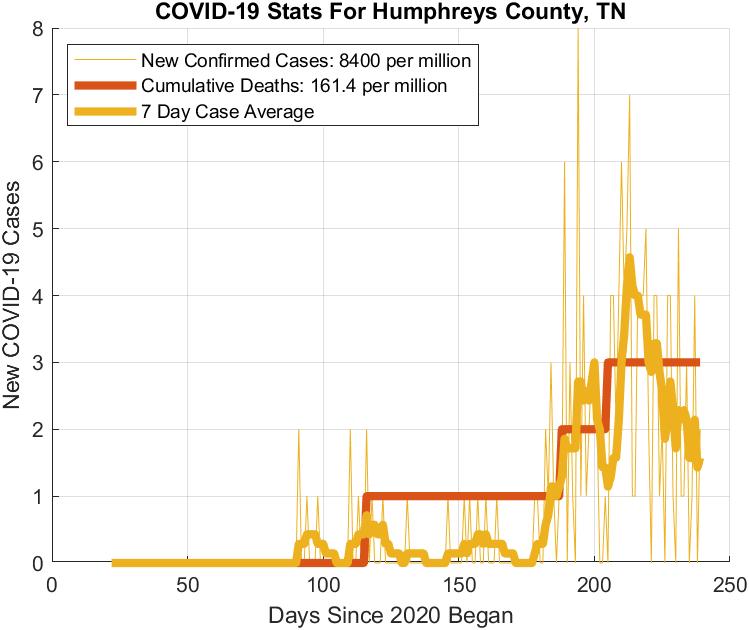 COVID-19 Stats For Humphreys County, TN
New Confirmed Cases: 8400 per million
Cumulative Deaths: 161.4 per million
7 Day Case Average
New COVID-19 Cases
8
7
6
5
4
3
2
1
0
0 50 100 150 200 250
Days Since 2020 Began